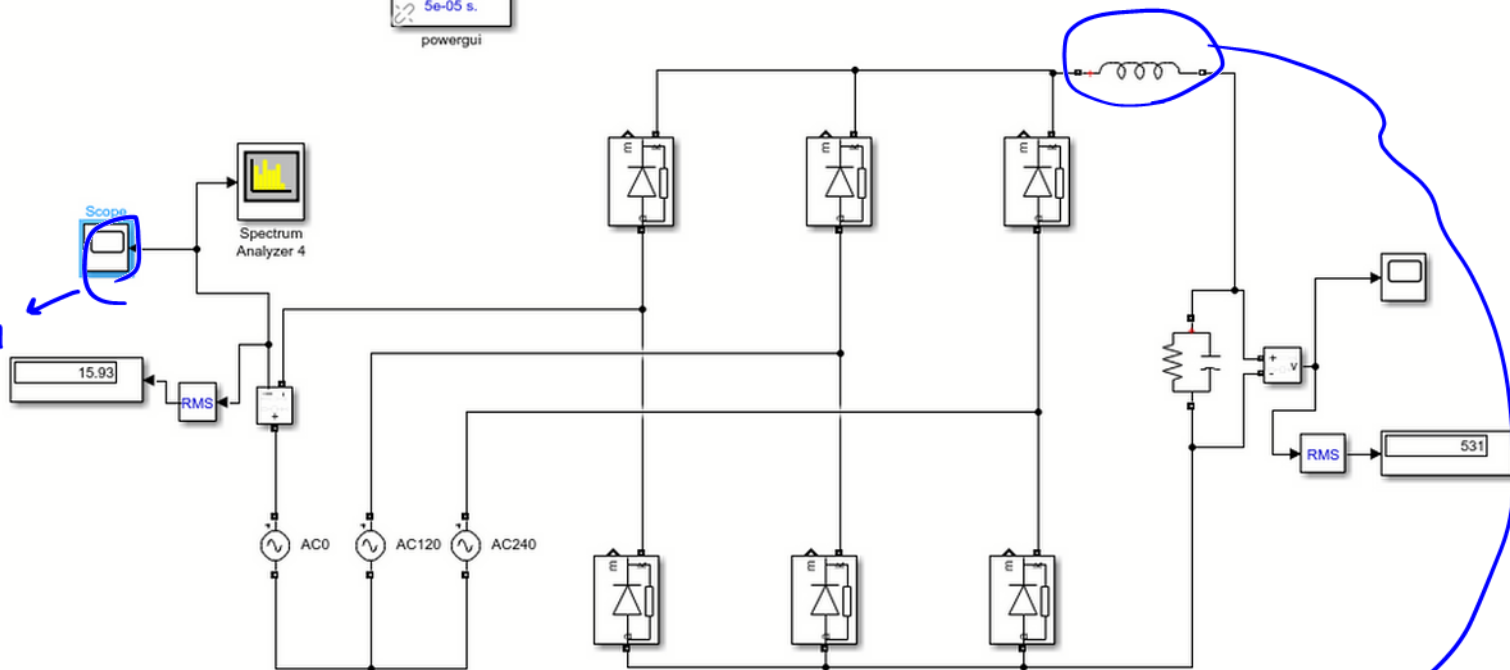 5e-05 s.
powergui
Scope
Spectrum
Analyzer 4
15.93
RMS
AC0
AC120
AC240
m
k
a
m
k
a
m
k
a
m
k
a
m
k
a
m
k
a
+
-
v
RMS
531